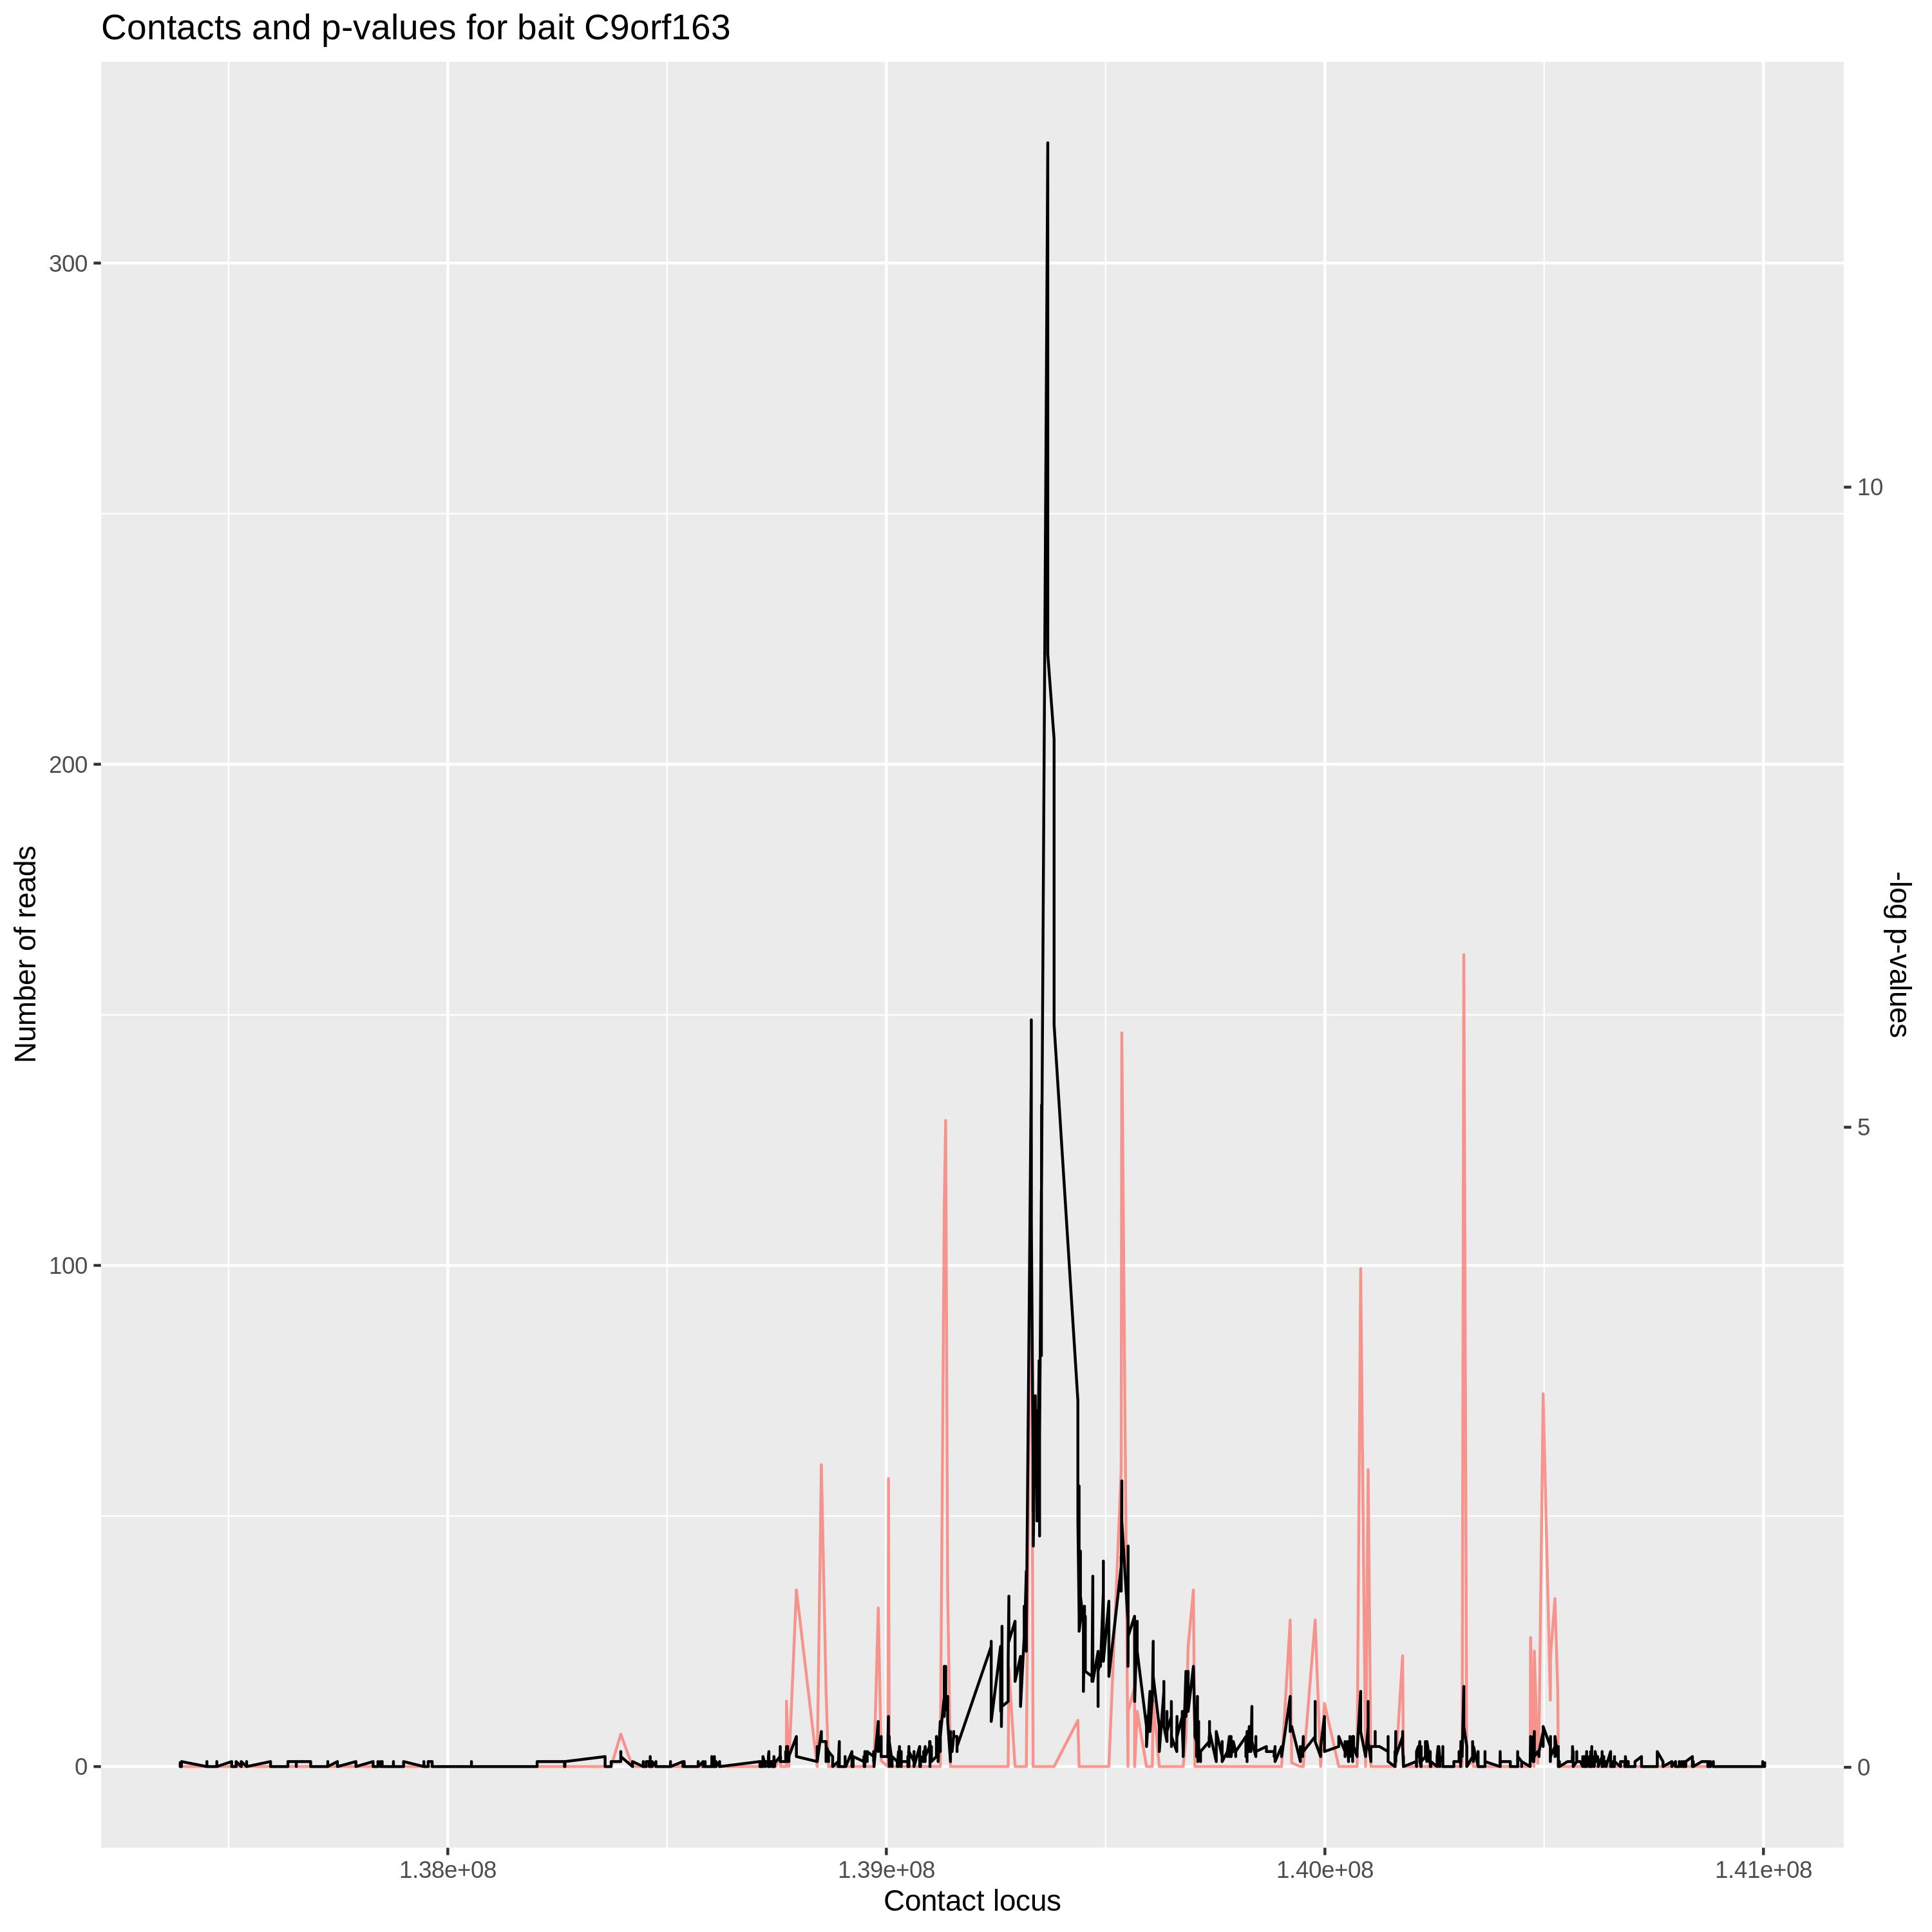 Contacts and p-values for bait C9orf163
300
200
100
0
Number of reads
10
5
0
-log p-values
1.38e+08
1.39e+08
1.40e+08
1.41e+08
Contact locus